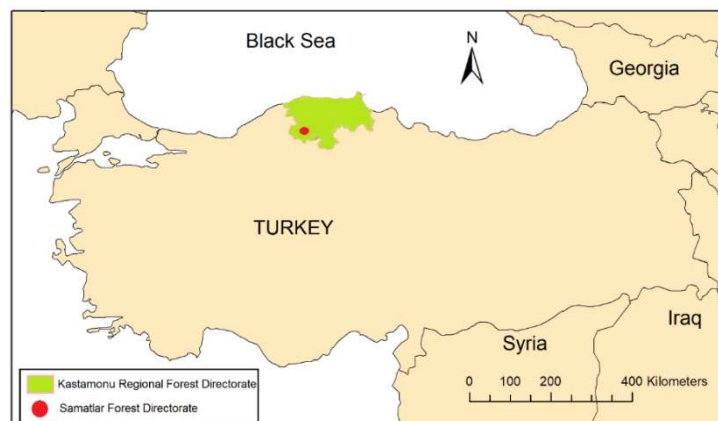 Black Sea
N
Georgia
TURKEY
Iraq
Syria
Kastamonu Regional Forest Directorate
Samatlar Forest Directorate
0 100 200 400 Kilometers